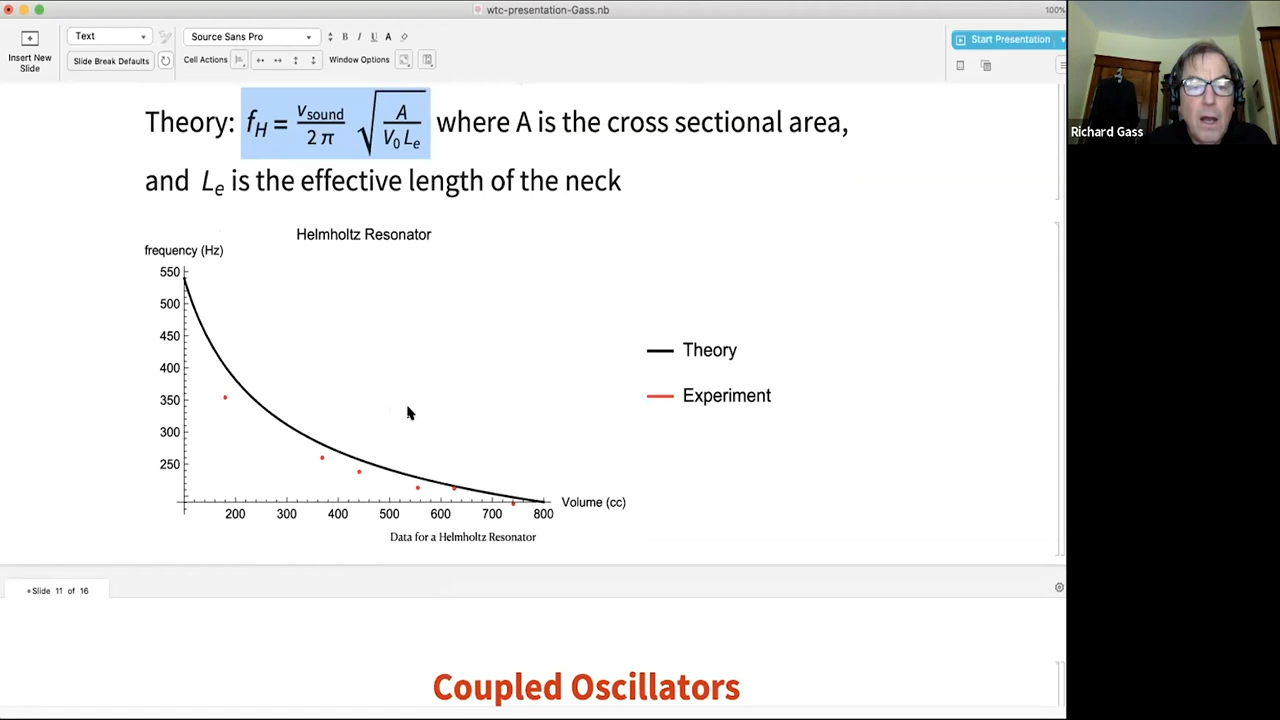 wtc-presentation-Gass.nb
100%
Text
Source Sans Pro
B I U A
Start Presentation
Insert New Slide
Slide Break Defaults
Cell Actions
Window Options
Richard Gass
Theory: f_H = v_sound / 2 π √(A / V_0 L_e) where A is the cross sectional area,
and L_e is the effective length of the neck
Helmholtz Resonator
frequency (Hz)
550
500
450
400
350
300
250
Theory
Experiment
Volume (cc)
200 300 400 500 600 700 800
Data for a Helmholtz Resonator
+Slide 11 of 16
Coupled Oscillators